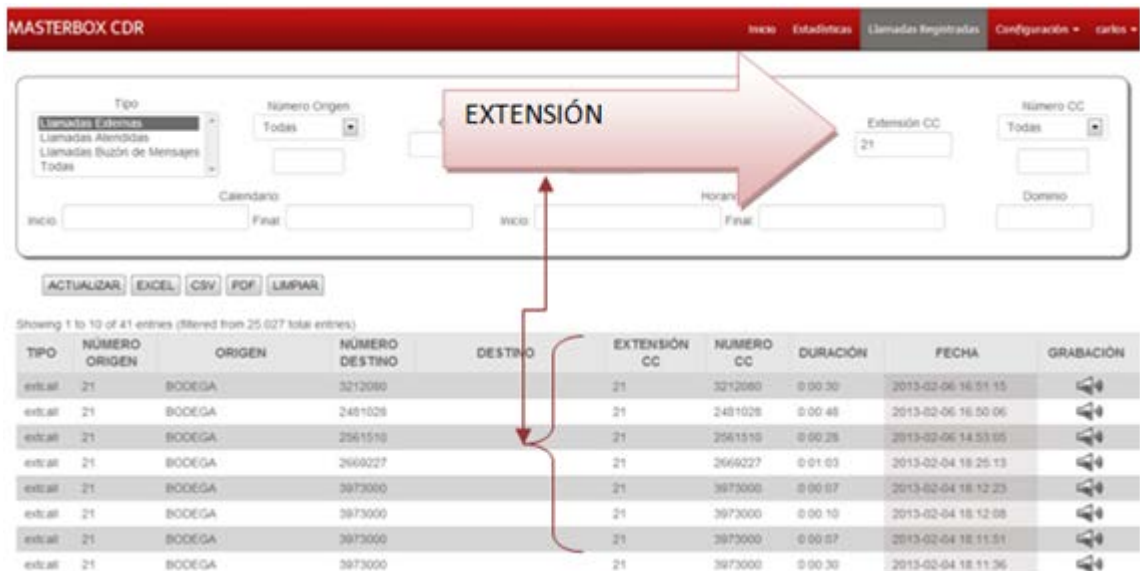 MASTERBOX CDR
Inicio Estadísticas Llamadas Registradas Configuración carlos
Tipo Número Origen Extensión CC Número CC
EXTENSIÓN
Llamadas Externas
Llamadas Atendidas
Llamadas Buzón de Mensajes
Todas
Todas 21 Todas
Calendario Dominio
Inicio Final Inicio Final
ACTUALIZAR EXCEL CSV PDF LIMPIAR
Showing 1 to 10 of 41 entries (filtered from 25.027 total entries)
TIPO NÚMERO ORIGEN ORIGEN NÚMERO DESTINO DESTINO EXTENSIÓN CC NUMERO CC DURACIÓN FECHA GRABACIÓN
extcall 21 BODEGA 3212080 21 3212080 0:00:30 2013-02-06 16:51:15
extcall 21 BODEGA 2481028 21 2481028 0:00:48 2013-02-06 16:50:06
extcall 21 BODEGA 2561510 21 2561510 0:00:28 2013-02-06 14:53:05
extcall 21 BODEGA 2669227 21 2669227 0:01:03 2013-02-04 18:25:13
extcall 21 BODEGA 3973000 21 3973000 0:00:07 2013-02-04 18:12:23
extcall 21 BODEGA 3973000 21 3973000 0:00:10 2013-02-04 18:12:08
extcall 21 BODEGA 3973000 21 3973000 0:00:07 2013-02-04 18:11:51
extcall 21 BODEGA 3973000 21 3973000 0:00:30 2013-02-04 18:11:36